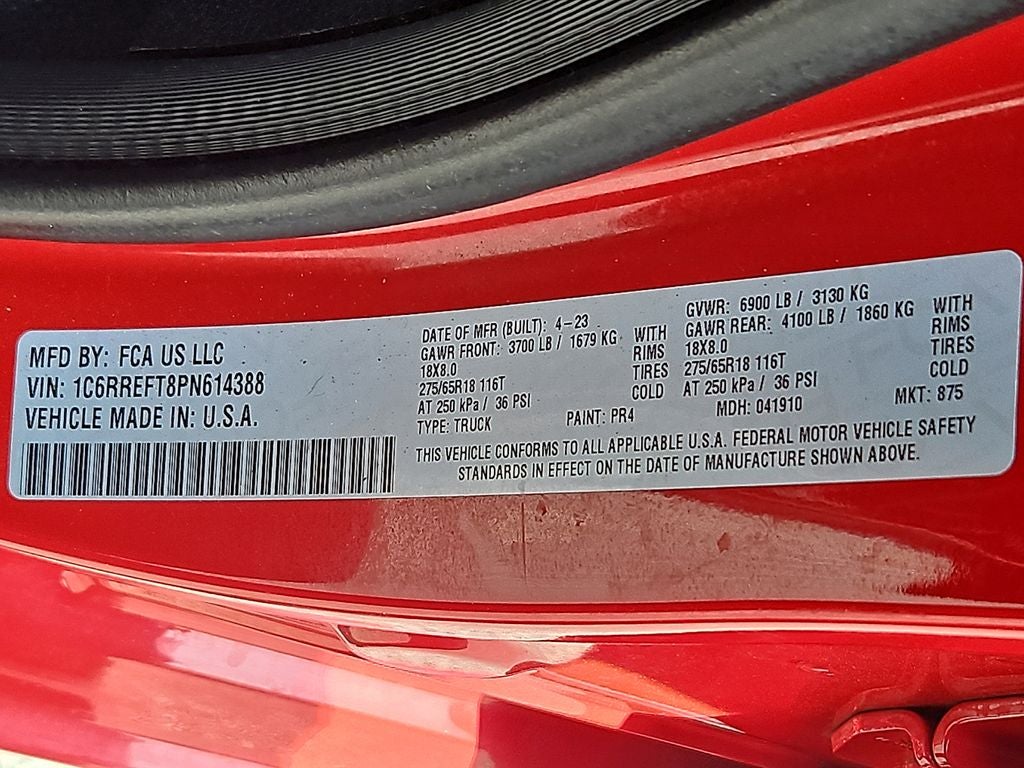 MFD BY: FCA US LLC
VIN: 1C6RREFT8PN614388
VEHICLE MADE IN: U.S.A.
DATE OF MFR (BUILT): 4-23
GVWR: 6900 LB / 3130 KG
GAWR FRONT: 3700 LB / 1679 KG WITH
18X8.0 RIMS
275/65R18 116T TIRES
AT 250 kPa / 36 PSI COLD
GAWR REAR: 4100 LB / 1860 KG WITH
18X8.0 RIMS
275/65R18 116T TIRES
AT 250 kPa / 36 PSI COLD
TYPE: TRUCK PAINT: PR4 MDH: 041910 MKT: 875
THIS VEHICLE CONFORMS TO ALL APPLICABLE U.S.A. FEDERAL MOTOR VEHICLE SAFETY
STANDARDS IN EFFECT ON THE DATE OF MANUFACTURE SHOWN ABOVE.